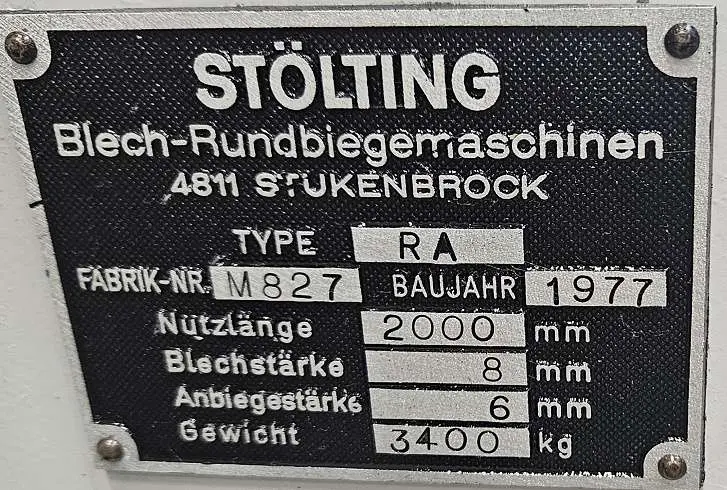 STÖLTING
Blech-Rundbiegemaschinen
4811 STUKENBROCK
TYPE RA
FABRIK-NR. M827 BAUJAHR 1977
Nutzlänge 2000 mm
Blechstärke 8 mm
Anbiegestärke 6 mm
Gewicht 3400 kg